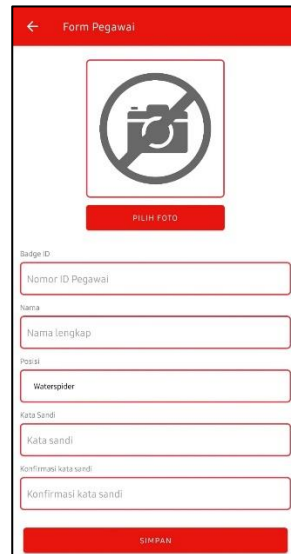 Form Pegawai
PILIH FOTO
Badge ID
Nomor ID Pegawai
Nama
Nama lengkap
Posisi
Waterspider
Kata Sandi
Kata sandi
Konfirmasi kata sandi
Konfirmasi kata sandi
SIMPAN